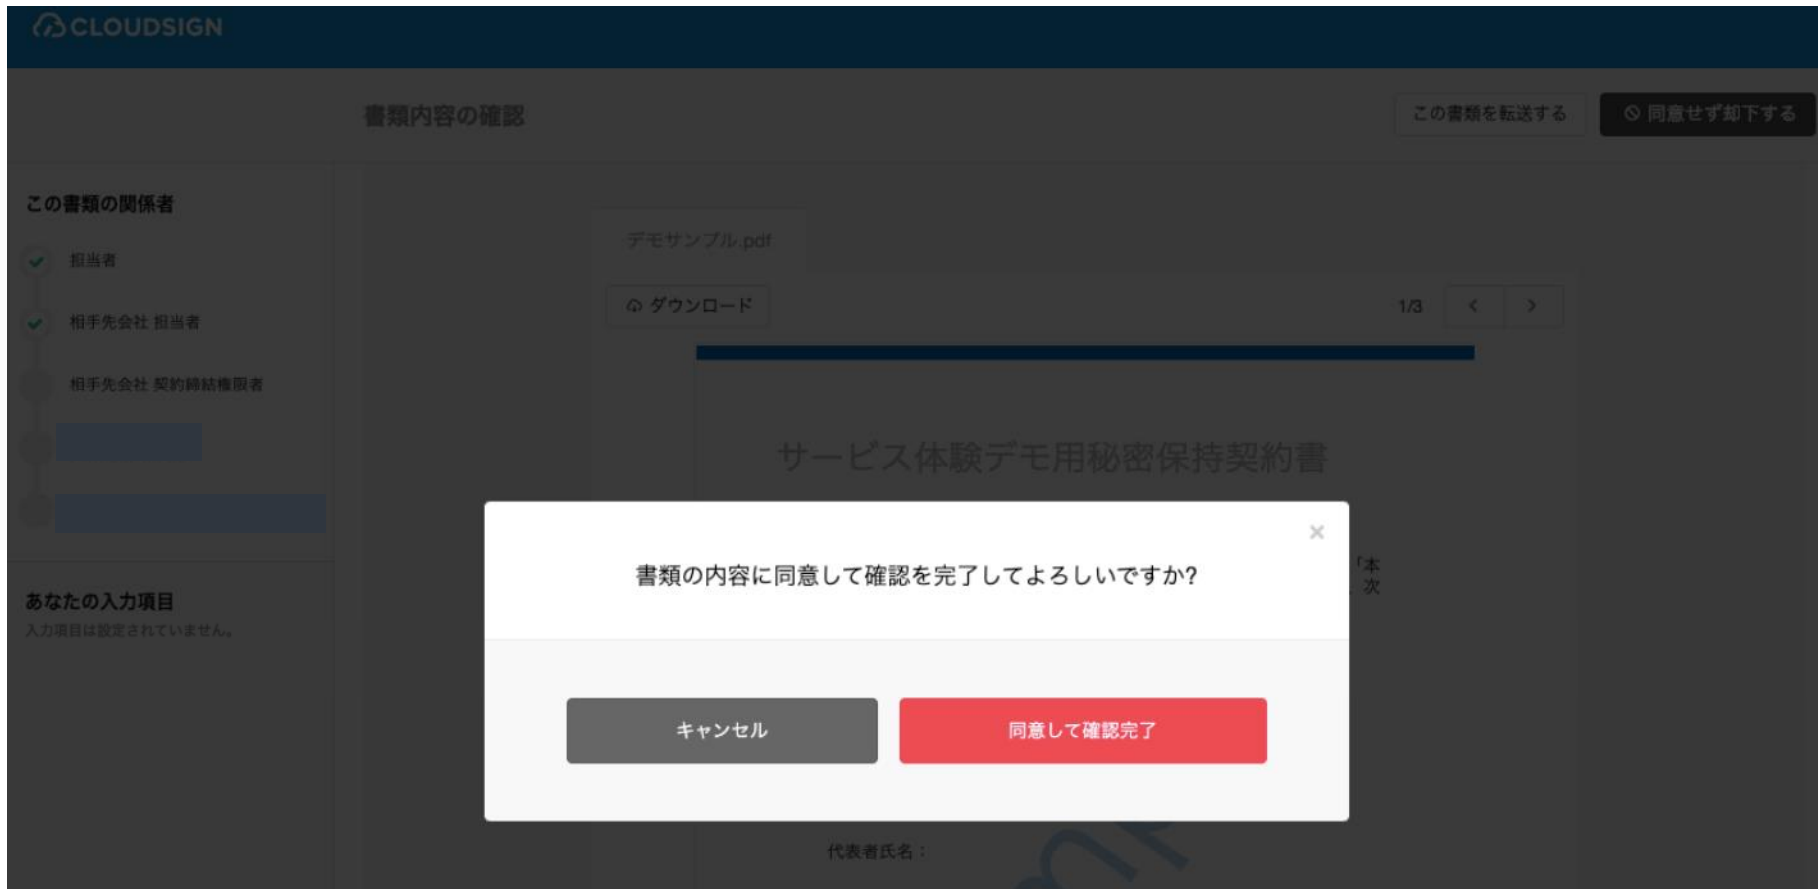 CLOUDSIGN
書類内容の確認
この書類を転送する
同意せず却下する
この書類の関係者
担当者
相手先会社 担当者
相手先会社 契約締結権限者
あなたの入力項目
入力項目は設定されていません。
デモサンプル.pdf
ダウンロード
1/3
サービス体験デモ用秘密保持契約書
「本
次
×
書類の内容に同意して確認を完了してよろしいですか?
キャンセル
同意して確認完了
代表者氏名：